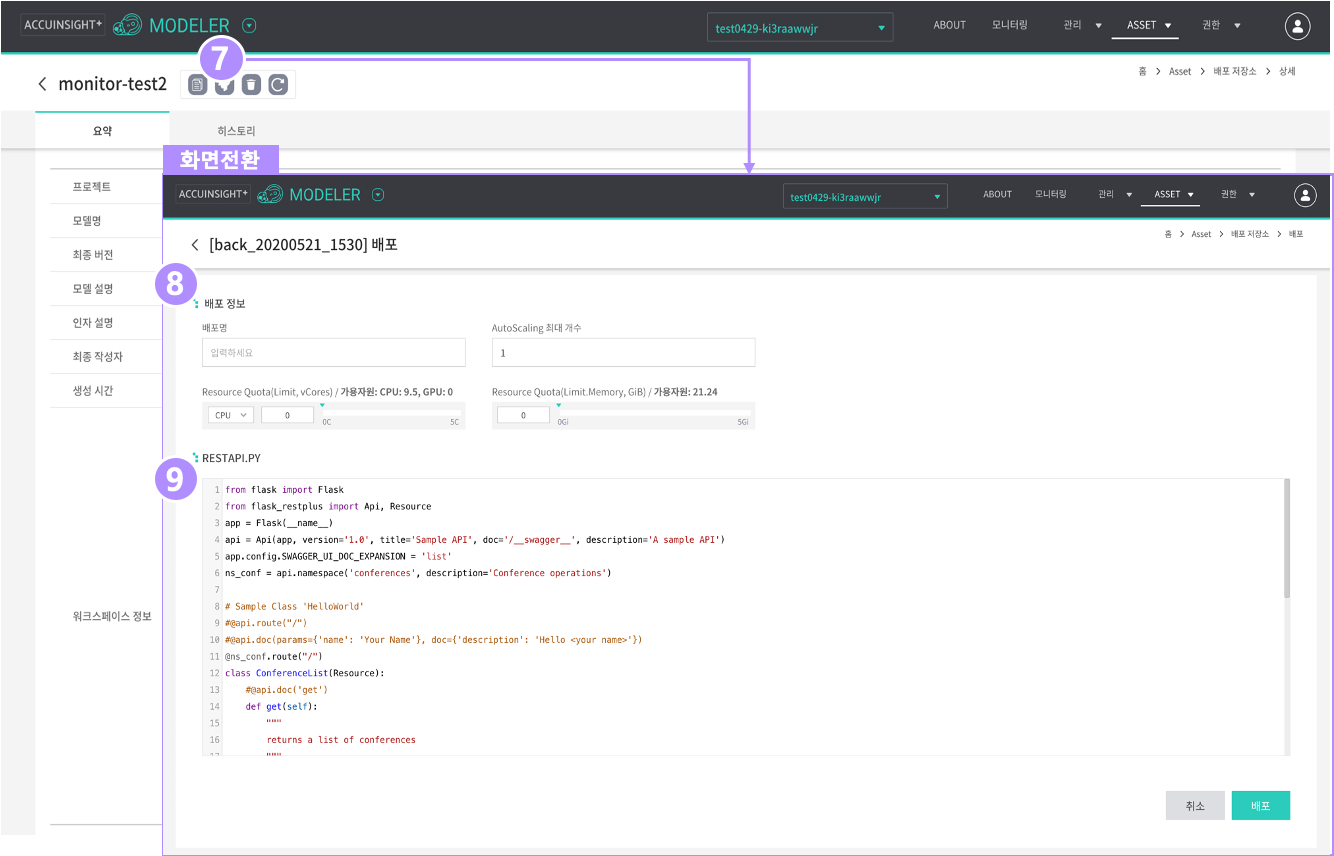 ACCUINSIGHT+ MODELER test0429-ki3raawwjr ABOUT 모니터링 관리 ASSET 권한
7
monitor-test2
홈 > Asset > 배포 저장소 > 상세
요약 히스토리
화면전환
프로젝트
모델명
최종 버전
모델 설명
인자 설명
최종 작성자
생성 시간
워크스페이스 정보
ACCUINSIGHT+ MODELER test0429-ki3raawwjr ABOUT 모니터링 관리 ASSET 권한
홈 > Asset > 배포 저장소 > 배포
[back_20200521_1530] 배포
8
배포 정보
배포명 AutoScaling 최대 개수
입력하세요 1
Resource Quota(Limit, vCores) / 가용자원: CPU: 9.5, GPU: 0 Resource Quota(Limit.Memory, GiB) / 가용자원: 21.24
CPU 0 0C 5C 0 0Gi 5Gi
9
RESTAPI.PY
1 from flask import Flask
2 from flask_restplus import Api, Resource
3 app = Flask(__name__)
4 api = Api(app, version='1.0', title='Sample API', doc='/__swagger__', description='A sample API')
5 app.config.SWAGGER_UI_DOC_EXPANSION = 'list'
6 ns_conf = api.namespace('conferences', description='Conference operations')
7
8 # Sample Class 'HelloWorld'
9 #@api.route("/")
10 #@api.doc(params={'name': 'Your Name'}, doc={'description': 'Hello <your name>'})
11 @ns_conf.route("/")
12 class ConferenceList(Resource):
13 #@api.doc('get')
14 def get(self):
15 """
16 returns a list of conferences
17 """
취소 배포